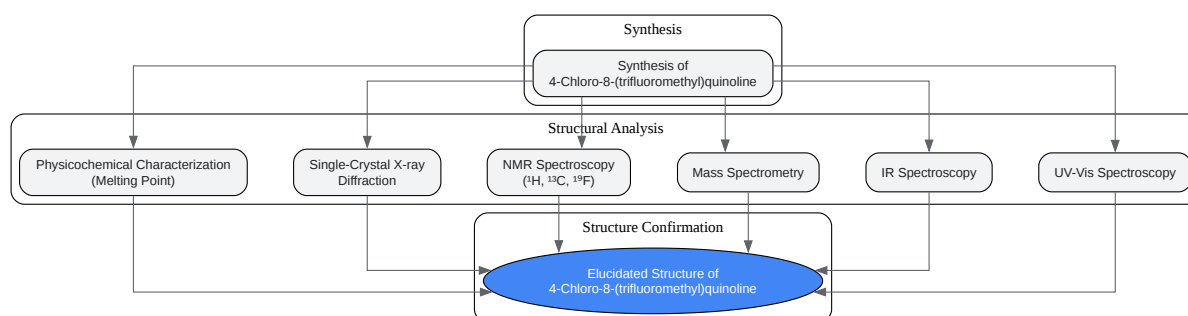 Synthesis
Synthesis of
4-Chloro-8-(trifluoromethyl)quinoline
Structural Analysis
Physicochemical Characterization
(Melting Point)
Single-Crystal X-ray
Diffraction
NMR Spectroscopy
(¹H, ¹³C, ¹⁹F)
Mass Spectrometry
IR Spectroscopy
UV-Vis Spectroscopy
Structure Confirmation
Elucidated Structure of
4-Chloro-8-(trifluoromethyl)quinoline